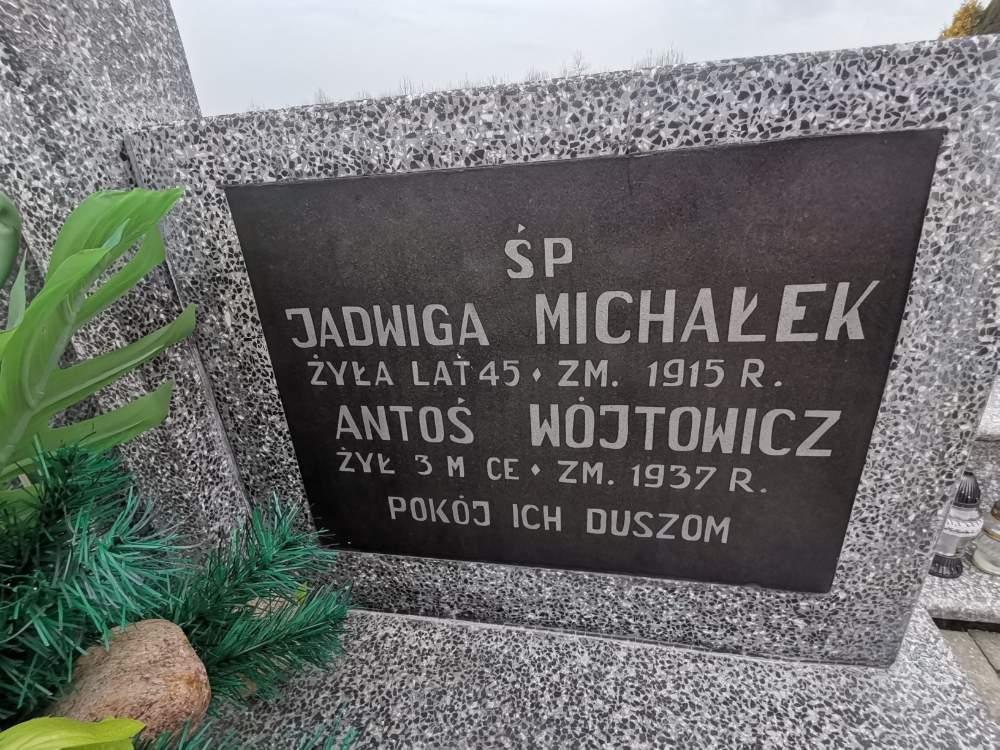 ŚP
JADWIGA MICHAŁEK
ŻYŁA LAT 45 • ZM. 1915 R.
ANTOŚ WÓJTOWICZ
ŻYŁ 3 M CE • ZM. 1937 R.
POKÓJ ICH DUSZOM